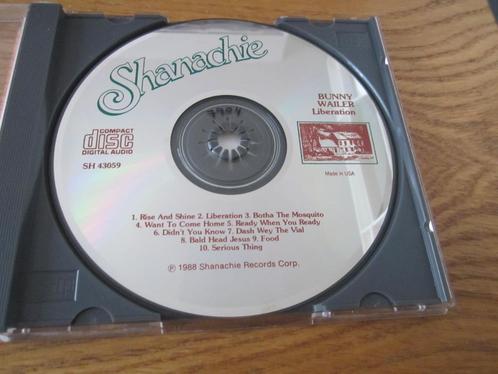 Shanachie
COMPACT
disc
DIGITAL AUDIO
SH 43059
BUNNY
WAILER
Liberation
Made in USA
1. Rise And Shine 2. Liberation 3. Botha The Mosquito
4. Want To Come Home 5. Ready When You Ready
6. Didn't You Know 7. Dash Wey The Vial
8. Bald Head Jesus 9. Food
10. Serious Thing
℗ 1988 Shanachie Records Corp.